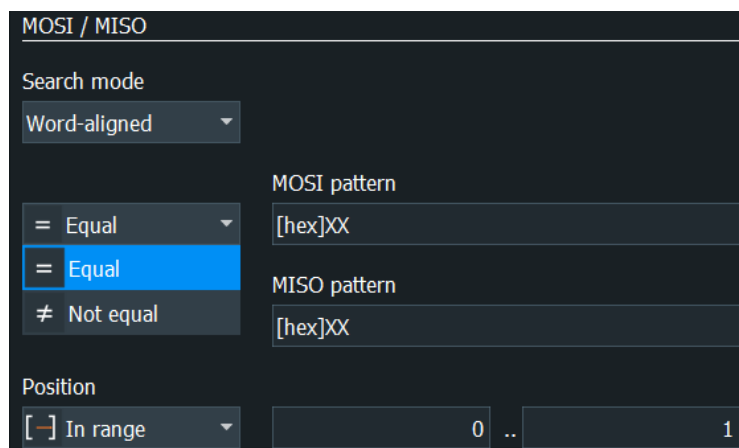 MOSI / MISO
Search mode
Word-aligned
MOSI pattern
= Equal
[hex]XX
= Equal
MISO pattern
≠ Not equal
[hex]XX
Position
[–] In range
0 .. 1